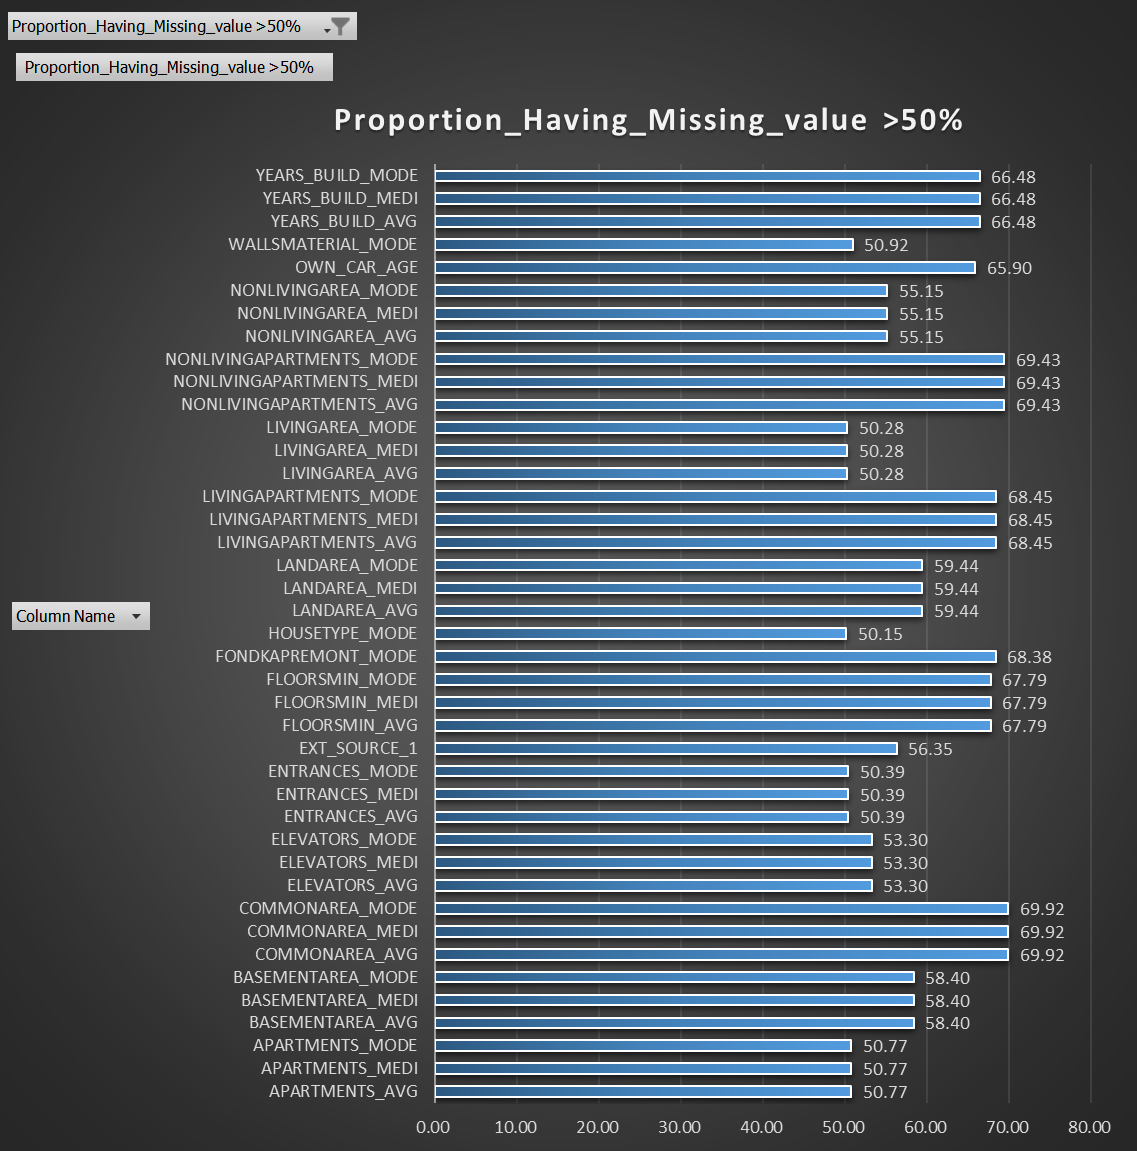 Proportion_Having_Missing_value >50%
Proportion_Having_Missing_value >50%
Proportion_Having_Missing_value >50%
YEARS_BUILD_MODE 66.48
YEARS_BUILD_MEDI 66.48
YEARS_BUILD_AVG 66.48
WALLSMATERIAL_MODE 50.92
OWN_CAR_AGE 65.90
NONLIVINGAREA_MODE 55.15
NONLIVINGAREA_MEDI 55.15
NONLIVINGAREA_AVG 55.15
NONLIVINGAPARTMENTS_MODE 69.43
NONLIVINGAPARTMENTS_MEDI 69.43
NONLIVINGAPARTMENTS_AVG 69.43
LIVINGAREA_MODE 50.28
LIVINGAREA_MEDI 50.28
LIVINGAREA_AVG 50.28
LIVINGAPARTMENTS_MODE 68.45
LIVINGAPARTMENTS_MEDI 68.45
LIVINGAPARTMENTS_AVG 68.45
LANDAREA_MODE 59.44
LANDAREA_MEDI 59.44
LANDAREA_AVG 59.44
Column Name
HOUSETYPE_MODE 50.15
FONDKAPREMONT_MODE 68.38
FLOORSMIN_MODE 67.79
FLOORSMIN_MEDI 67.79
FLOORSMIN_AVG 67.79
EXT_SOURCE_1 56.35
ENTRANCES_MODE 50.39
ENTRANCES_MEDI 50.39
ENTRANCES_AVG 50.39
ELEVATORS_MODE 53.30
ELEVATORS_MEDI 53.30
ELEVATORS_AVG 53.30
COMMONAREA_MODE 69.92
COMMONAREA_MEDI 69.92
COMMONAREA_AVG 69.92
BASEMENTAREA_MODE 58.40
BASEMENTAREA_MEDI 58.40
BASEMENTAREA_AVG 58.40
APARTMENTS_MODE 50.77
APARTMENTS_MEDI 50.77
APARTMENTS_AVG 50.77
0.00 10.00 20.00 30.00 40.00 50.00 60.00 70.00 80.00